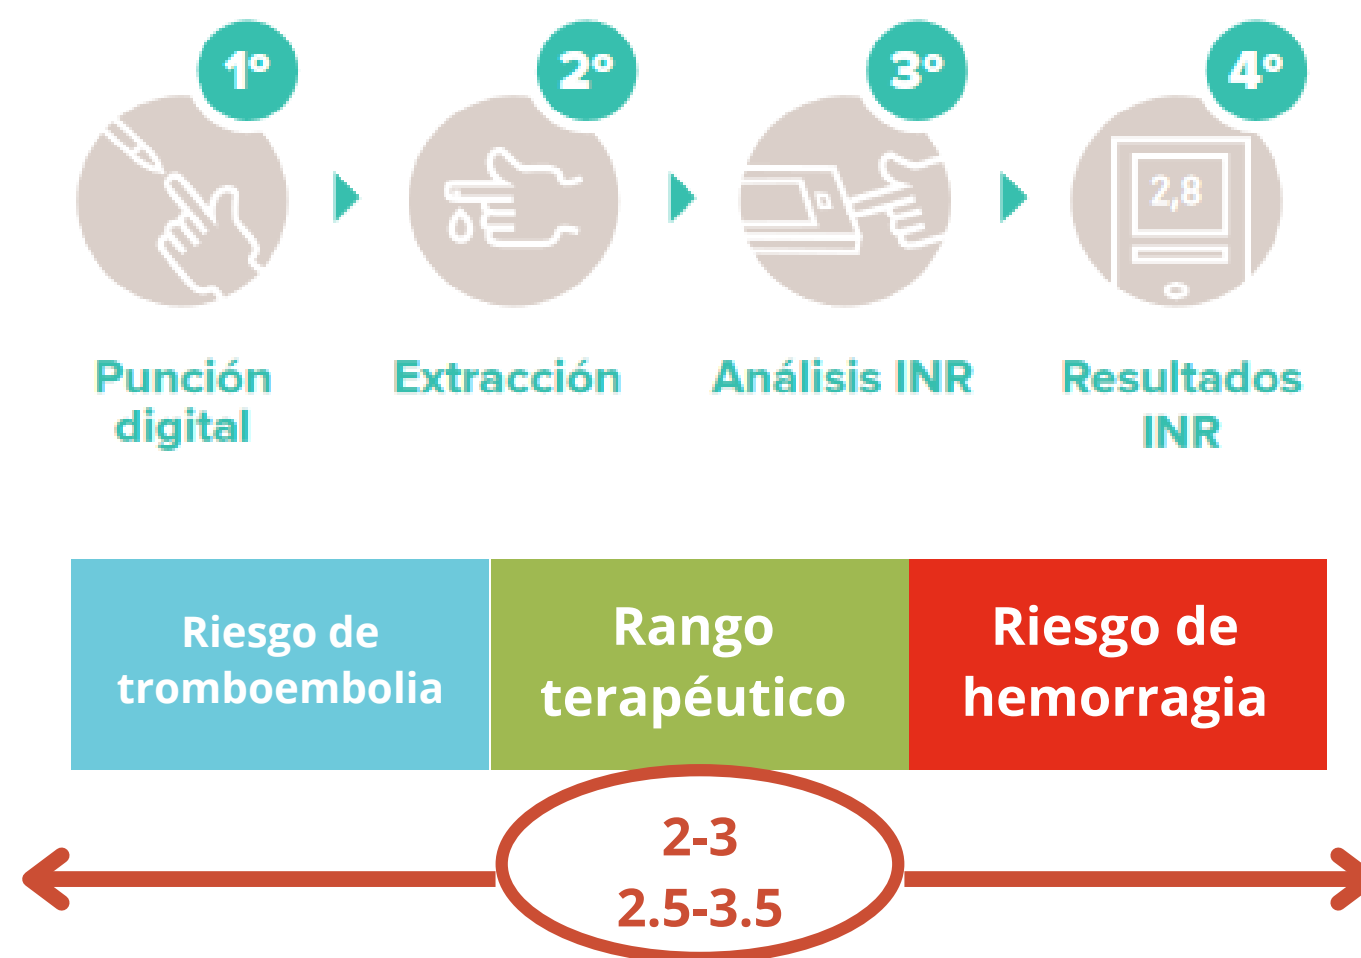 1º
2º
3º
4º
2,8
Punción
digital
Extracción
Análisis INR
Resultados
INR
Riesgo de
tromboembolia
Rango
terapéutico
Riesgo de
hemorragia
2-3
2.5-3.5